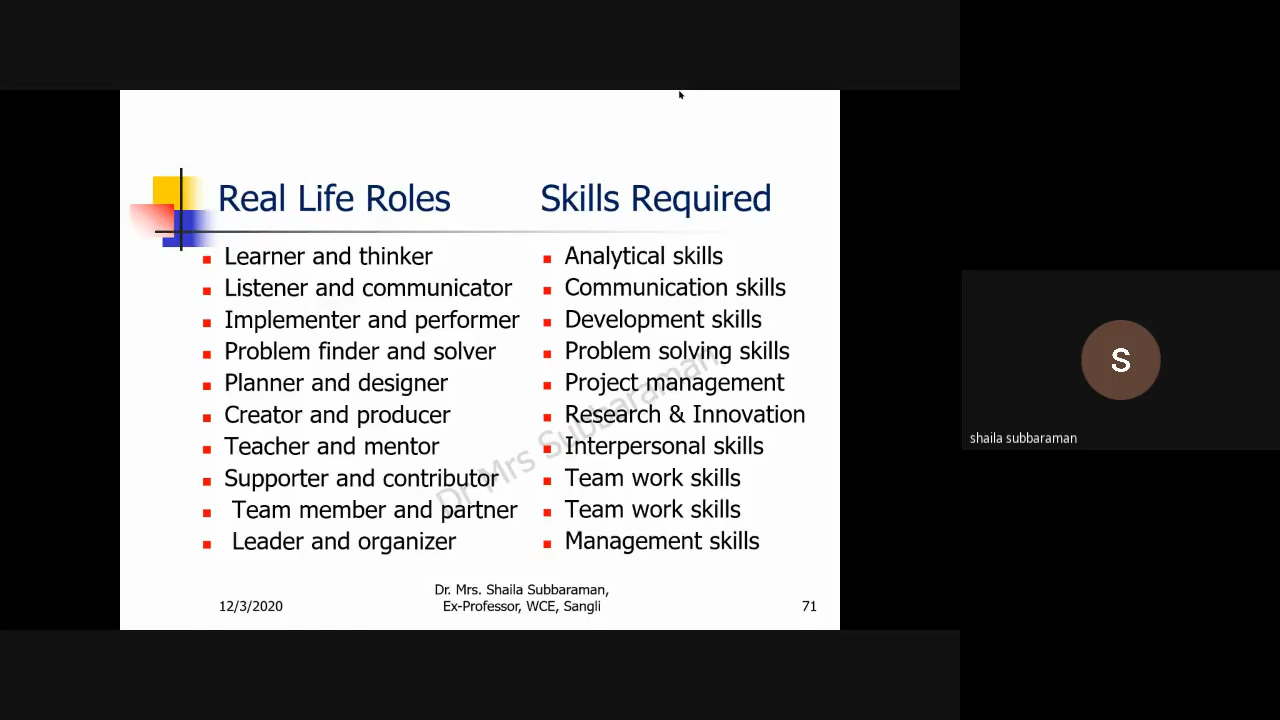 Real Life Roles
Skills Required
Learner and thinker
Analytical skills
Listener and communicator
Communication skills
Implementer and performer
Development skills
Problem finder and solver
Problem solving skills
Planner and designer
Project management
Creator and producer
Research & Innovation
Teacher and mentor
Interpersonal skills
Supporter and contributor
Team work skills
Team member and partner
Team work skills
Leader and organizer
Management skills
Dr Mrs Subbaraman
12/3/2020
Dr. Mrs. Shaila Subbaraman,
Ex-Professor, WCE, Sangli
71
S
shaila subbaraman